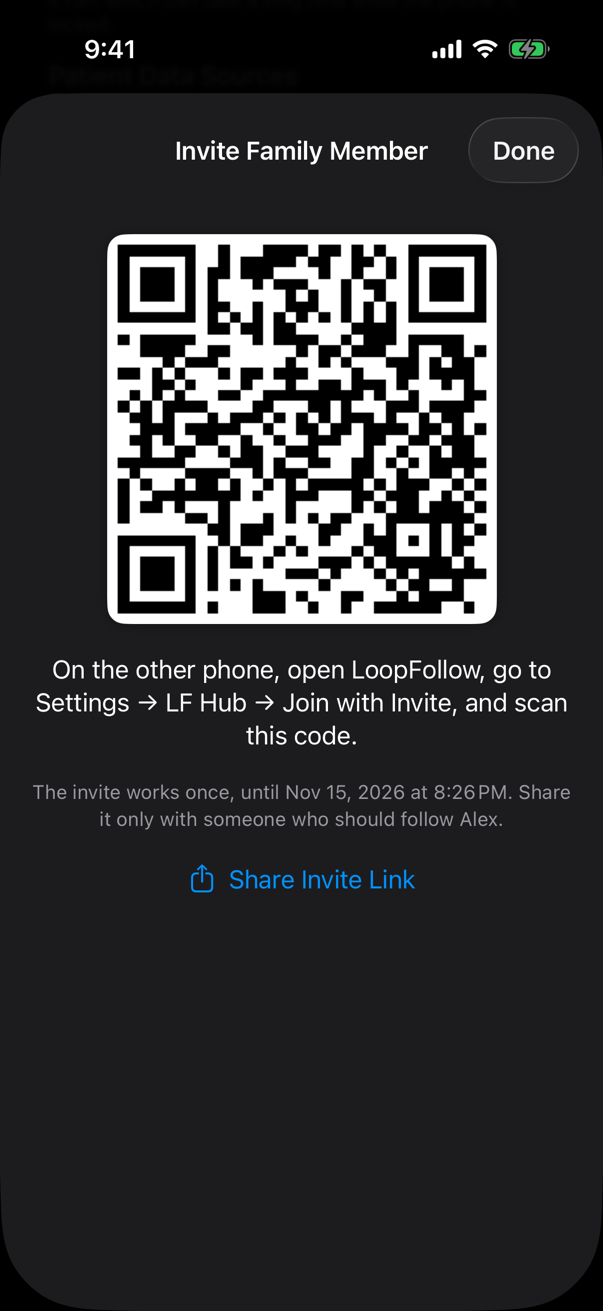 9:41
Invite Family Member
Done
On the other phone, open LoopFollow, go to
Settings → LF Hub → Join with Invite, and scan
this code.
The invite works once, until Nov 15, 2026 at 8:26 PM. Share
it only with someone who should follow Alex.
Share Invite Link